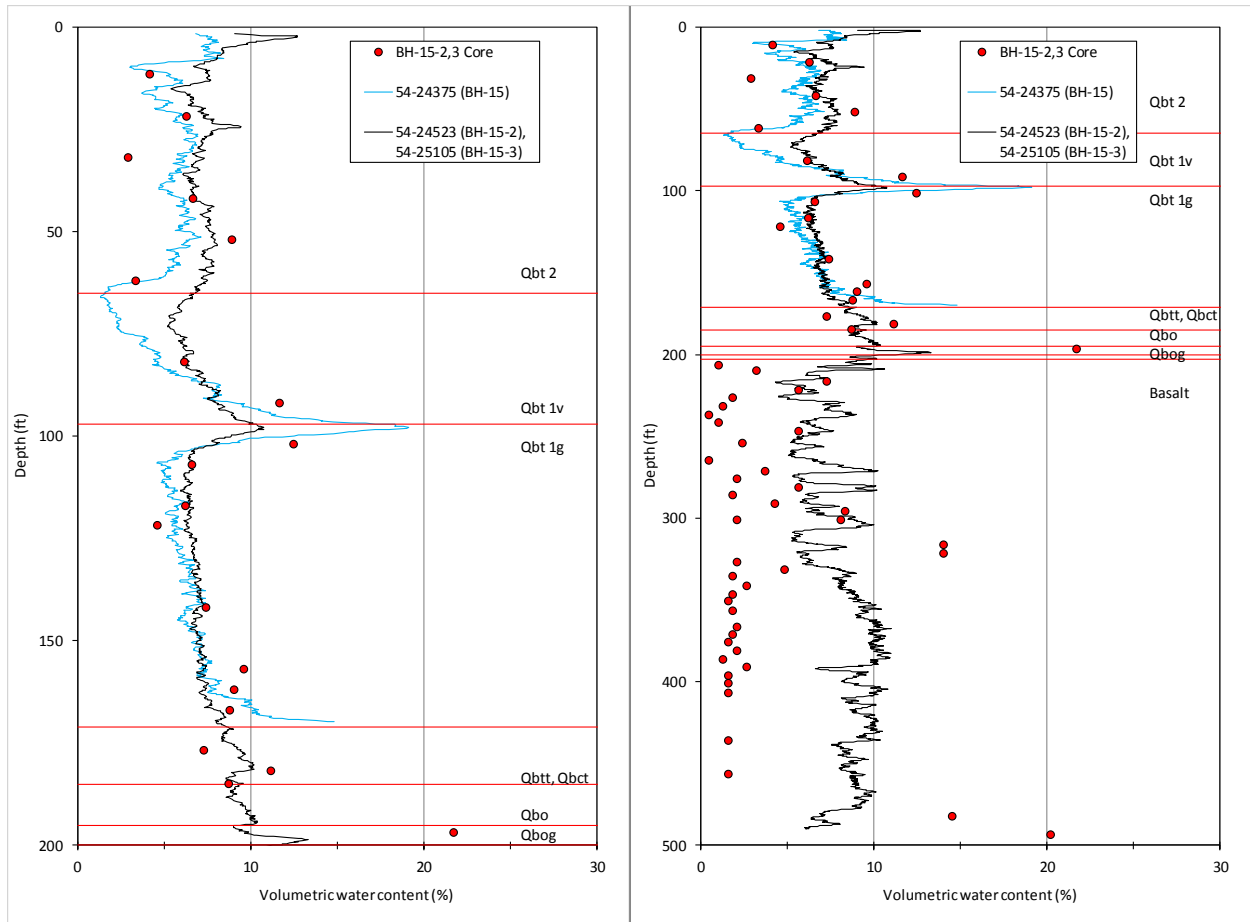 0
50
100
150
200
Depth (ft)
BH-15-2,3 Core
54-24375 (BH-15)
54-24523 (BH-15-2),
54-25105 (BH-15-3)
Qbt 2
Qbt 1v
Qbt 1g
Qbtt, Qbct
Qbo
Qbog
0 10 20 30
Volumetric water content (%)
0
100
200
300
400
500
Depth (ft)
BH-15-2,3 Core
54-24375 (BH-15)
54-24523 (BH-15-2),
54-25105 (BH-15-3)
Qbt 2
Qbt 1v
Qbt 1g
Qbtt, Qbct
Qbo
Qbog
Basalt
0 10 20 30
Volumetric water content (%)